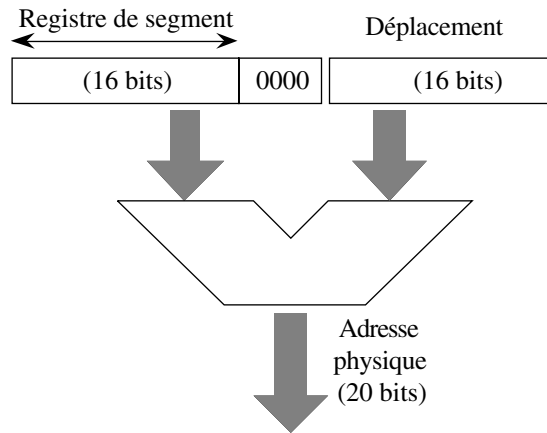 Registre de segment
Déplacement
(16 bits)
0000
(16 bits)
Adresse
physique
(20 bits)